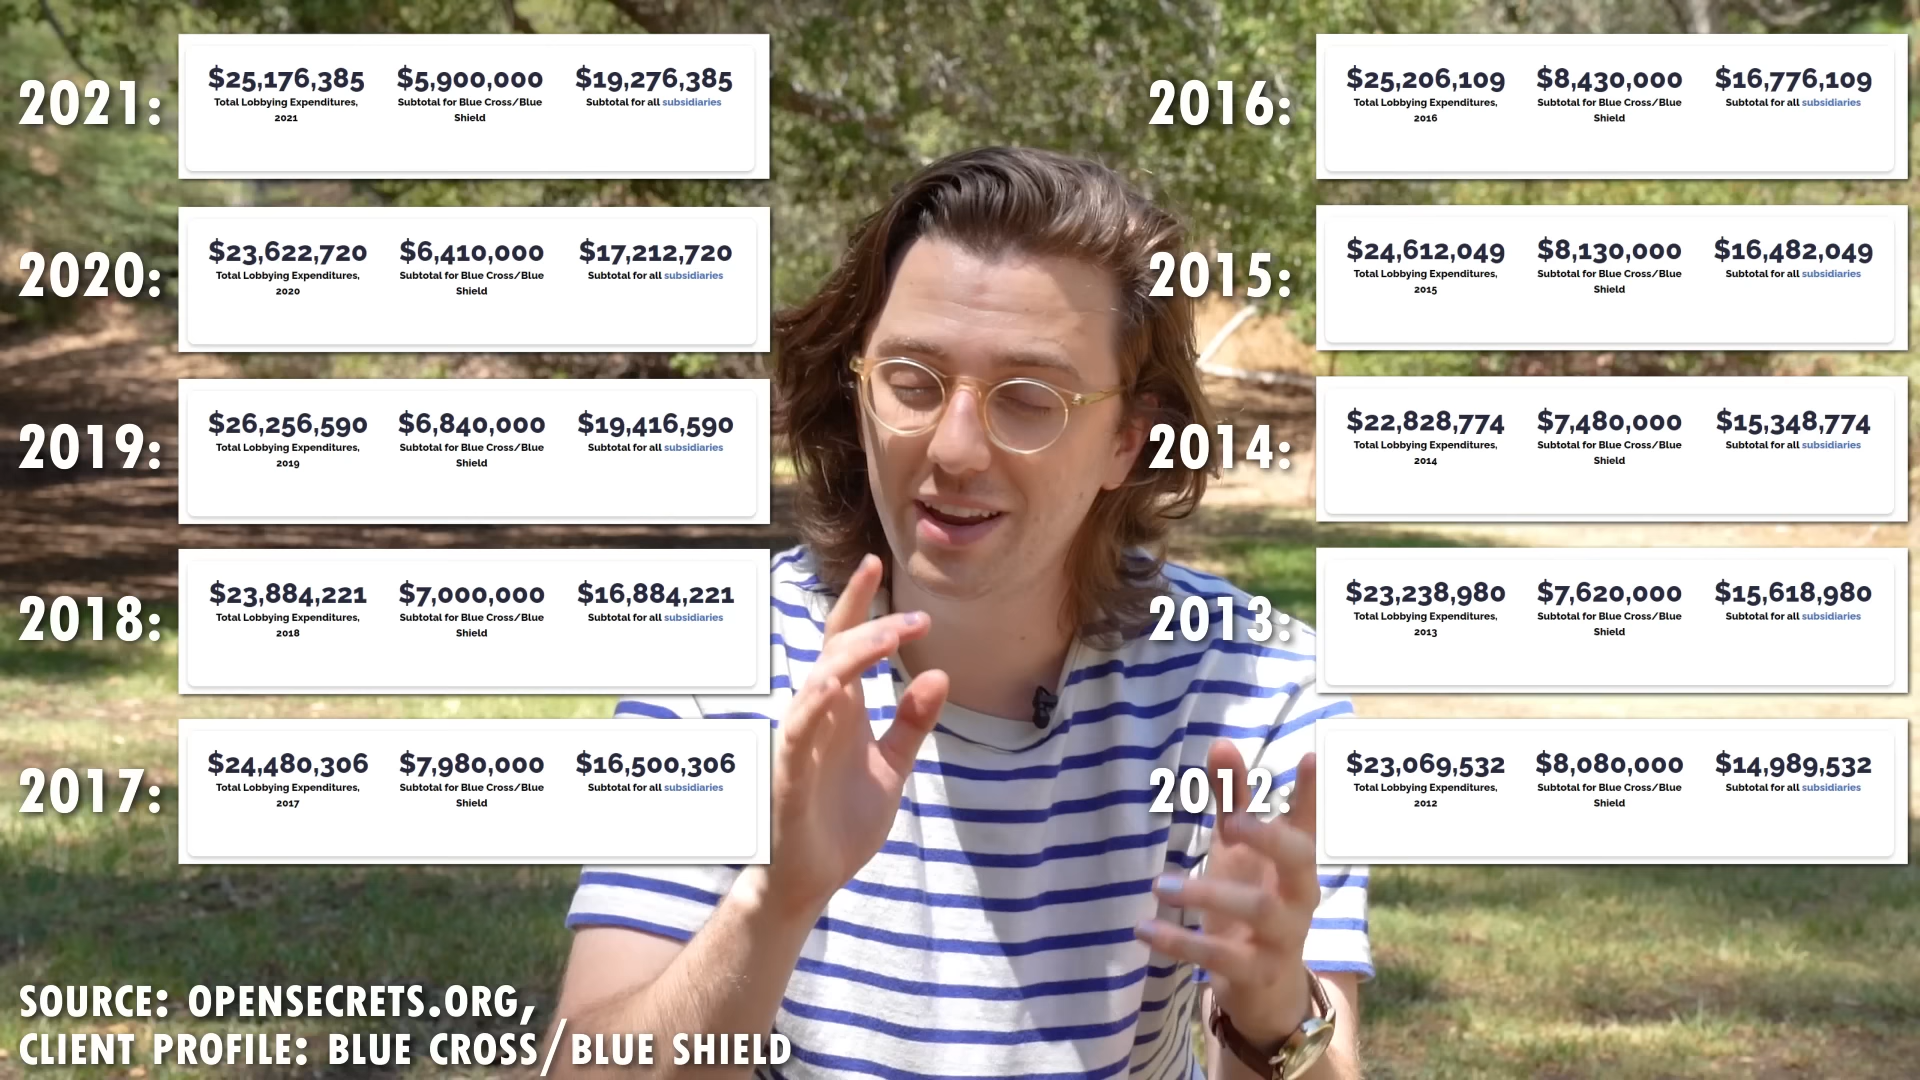 2021:
$25,176,385 $5,900,000 $19,276,385
Total Lobbying Expenditures, Subtotal for Blue Cross/Blue Subtotal for all subsidiaries
2021 Shield
2020:
$23,622,720 $6,410,000 $17,212,720
Total Lobbying Expenditures, Subtotal for Blue Cross/Blue Subtotal for all subsidiaries
2020 Shield
2019:
$26,256,590 $6,840,000 $19,416,590
Total Lobbying Expenditures, Subtotal for Blue Cross/Blue Subtotal for all subsidiaries
2019 Shield
2018:
$23,884,221 $7,000,000 $16,884,221
Total Lobbying Expenditures, Subtotal for Blue Cross/Blue Subtotal for all subsidiaries
2018 Shield
2017:
$24,480,306 $7,980,000 $16,500,306
Total Lobbying Expenditures, Subtotal for Blue Cross/Blue Subtotal for all subsidiaries
2017 Shield
2016:
$25,206,109 $8,430,000 $16,776,109
Total Lobbying Expenditures, Subtotal for Blue Cross/Blue Subtotal for all subsidiaries
2016 Shield
2015:
$24,612,049 $8,130,000 $16,482,049
Total Lobbying Expenditures, Subtotal for Blue Cross/Blue Subtotal for all subsidiaries
2015 Shield
2014:
$22,828,774 $7,480,000 $15,348,774
Total Lobbying Expenditures, Subtotal for Blue Cross/Blue Subtotal for all subsidiaries
2014 Shield
2013:
$23,238,980 $7,620,000 $15,618,980
Total Lobbying Expenditures, Subtotal for Blue Cross/Blue Subtotal for all subsidiaries
2013 Shield
2012:
$23,069,532 $8,080,000 $14,989,532
Total Lobbying Expenditures, Subtotal for Blue Cross/Blue Subtotal for all subsidiaries
2012 Shield
SOURCE: OPENSECRETS.ORG,
CLIENT PROFILE: BLUE CROSS/BLUE SHIELD